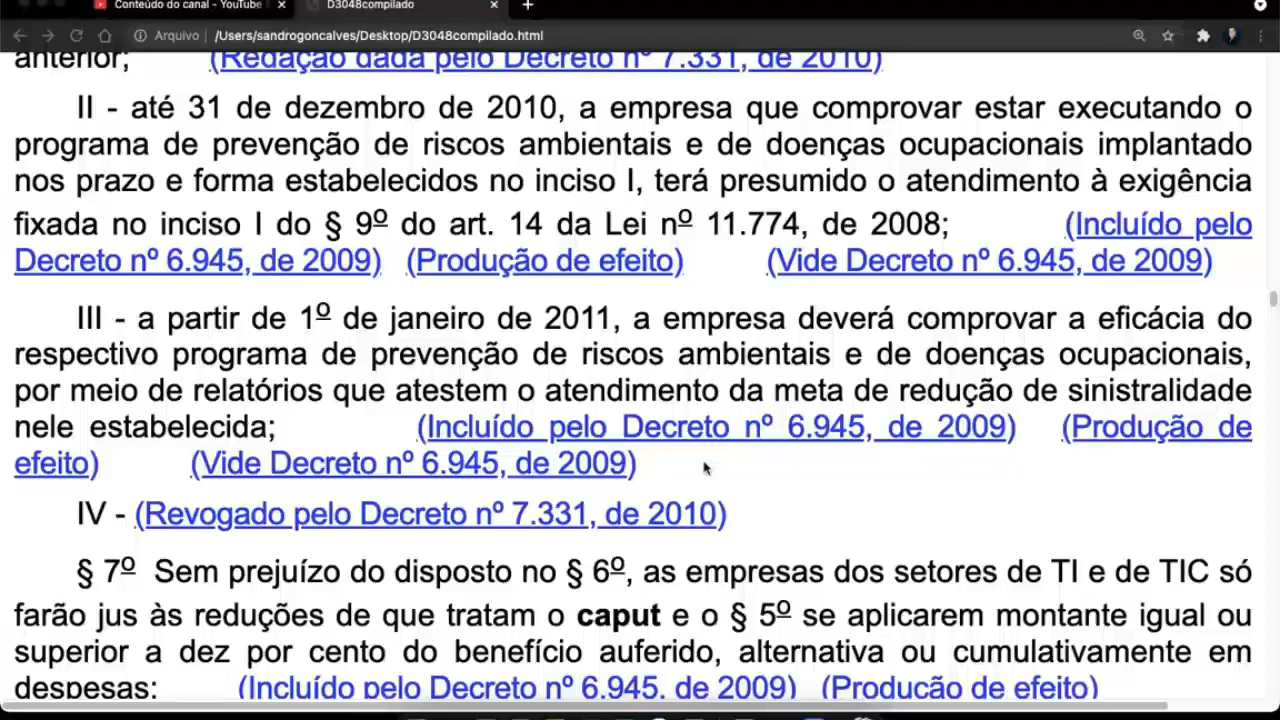 Conteúdo do canal - YouTube
D3048compilado
Arquivo
/Users/sandrogoncalves/Desktop/D3048compilado.html
anterior; (Redação dada pelo Decreto nº 7.331, de 2010)
II - até 31 de dezembro de 2010, a empresa que comprovar estar executando o
programa de prevenção de riscos ambientais e de doenças ocupacionais implantado
nos prazo e forma estabelecidos no inciso I, terá presumido o atendimento à exigência
fixada no inciso I do § 9º do art. 14 da Lei nº 11.774, de 2008; (Incluído pelo
Decreto nº 6.945, de 2009) (Produção de efeito) (Vide Decreto nº 6.945, de 2009)
III - a partir de 1º de janeiro de 2011, a empresa deverá comprovar a eficácia do
respectivo programa de prevenção de riscos ambientais e de doenças ocupacionais,
por meio de relatórios que atestem o atendimento da meta de redução de sinistralidade
nele estabelecida; (Incluído pelo Decreto nº 6.945, de 2009) (Produção de
efeito) (Vide Decreto nº 6.945, de 2009)
IV - (Revogado pelo Decreto nº 7.331, de 2010)
§ 7º Sem prejuízo do disposto no § 6º, as empresas dos setores de TI e de TIC só
farão jus às reduções de que tratam o caput e o § 5º se aplicarem montante igual ou
superior a dez por cento do benefício auferido, alternativa ou cumulativamente em
despesas: (Incluído pelo Decreto nº 6.945, de 2009) (Produção de efeito)